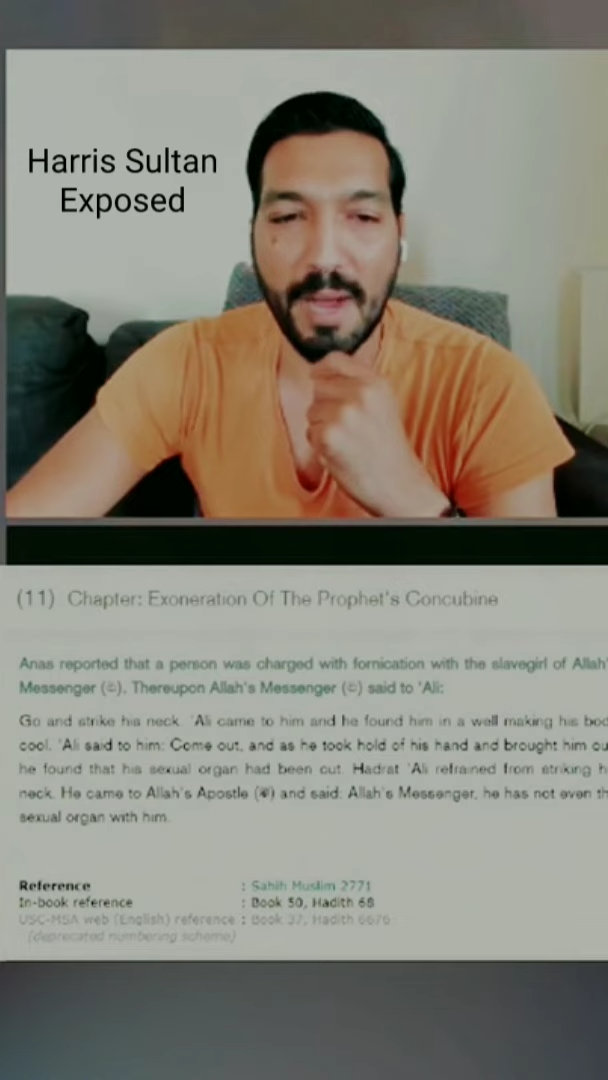 Harris Sultan
Exposed
(11) Chapter: Exoneration Of The Prophet's Concubine
Anas reported that a person was charged with fornication with the slavegirl of Allah'
Messenger (ﷺ). Thereupon Allah's Messenger (ﷺ) said to 'Ali:
Go and strike his neck. 'Ali came to him and he found him in a well making his bod
cool. 'Ali said to him: Come out, and as he took hold of his hand and brought him ou
he found that his sexual organ had been cut. Hadrat 'Ali refrained from striking h
neck. He came to Allah's Apostle (ﷺ) and said: Allah's Messenger, he has not even th
sexual organ with him.
Reference : Sahih Muslim 2771
In-book reference : Book 50, Hadith 68
USC-MSA web (English) reference : Book 37, Hadith 6676
(deprecated numbering scheme)